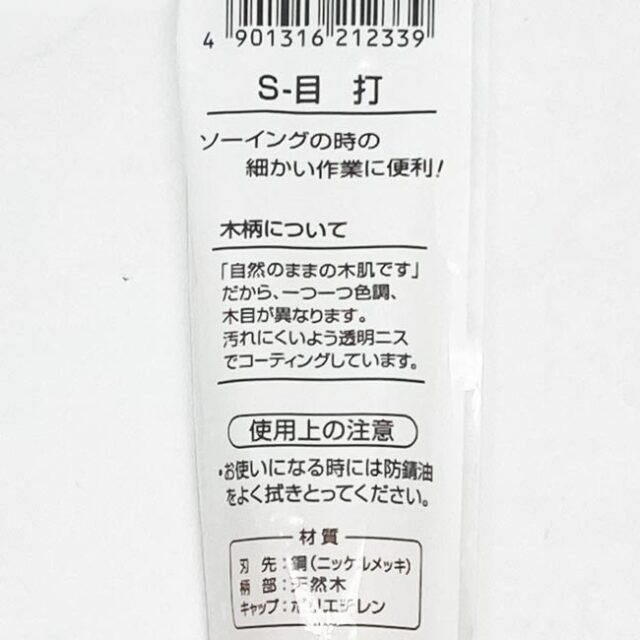 4 901316 212339
S-目 打
ソーイングの時の
細かい作業に便利!
木柄について
「自然のままの木肌です」
だから、一つ一つ色調、
木目が異なります。
汚れにくいよう透明ニス
でコーティングしています。
使用上の注意
・お使いになる時には防錆油
をよく拭きとってください。
材質
刃先:鋼(ニッケルメッキ)
柄部:天然木
キャップ:ポリエチレン